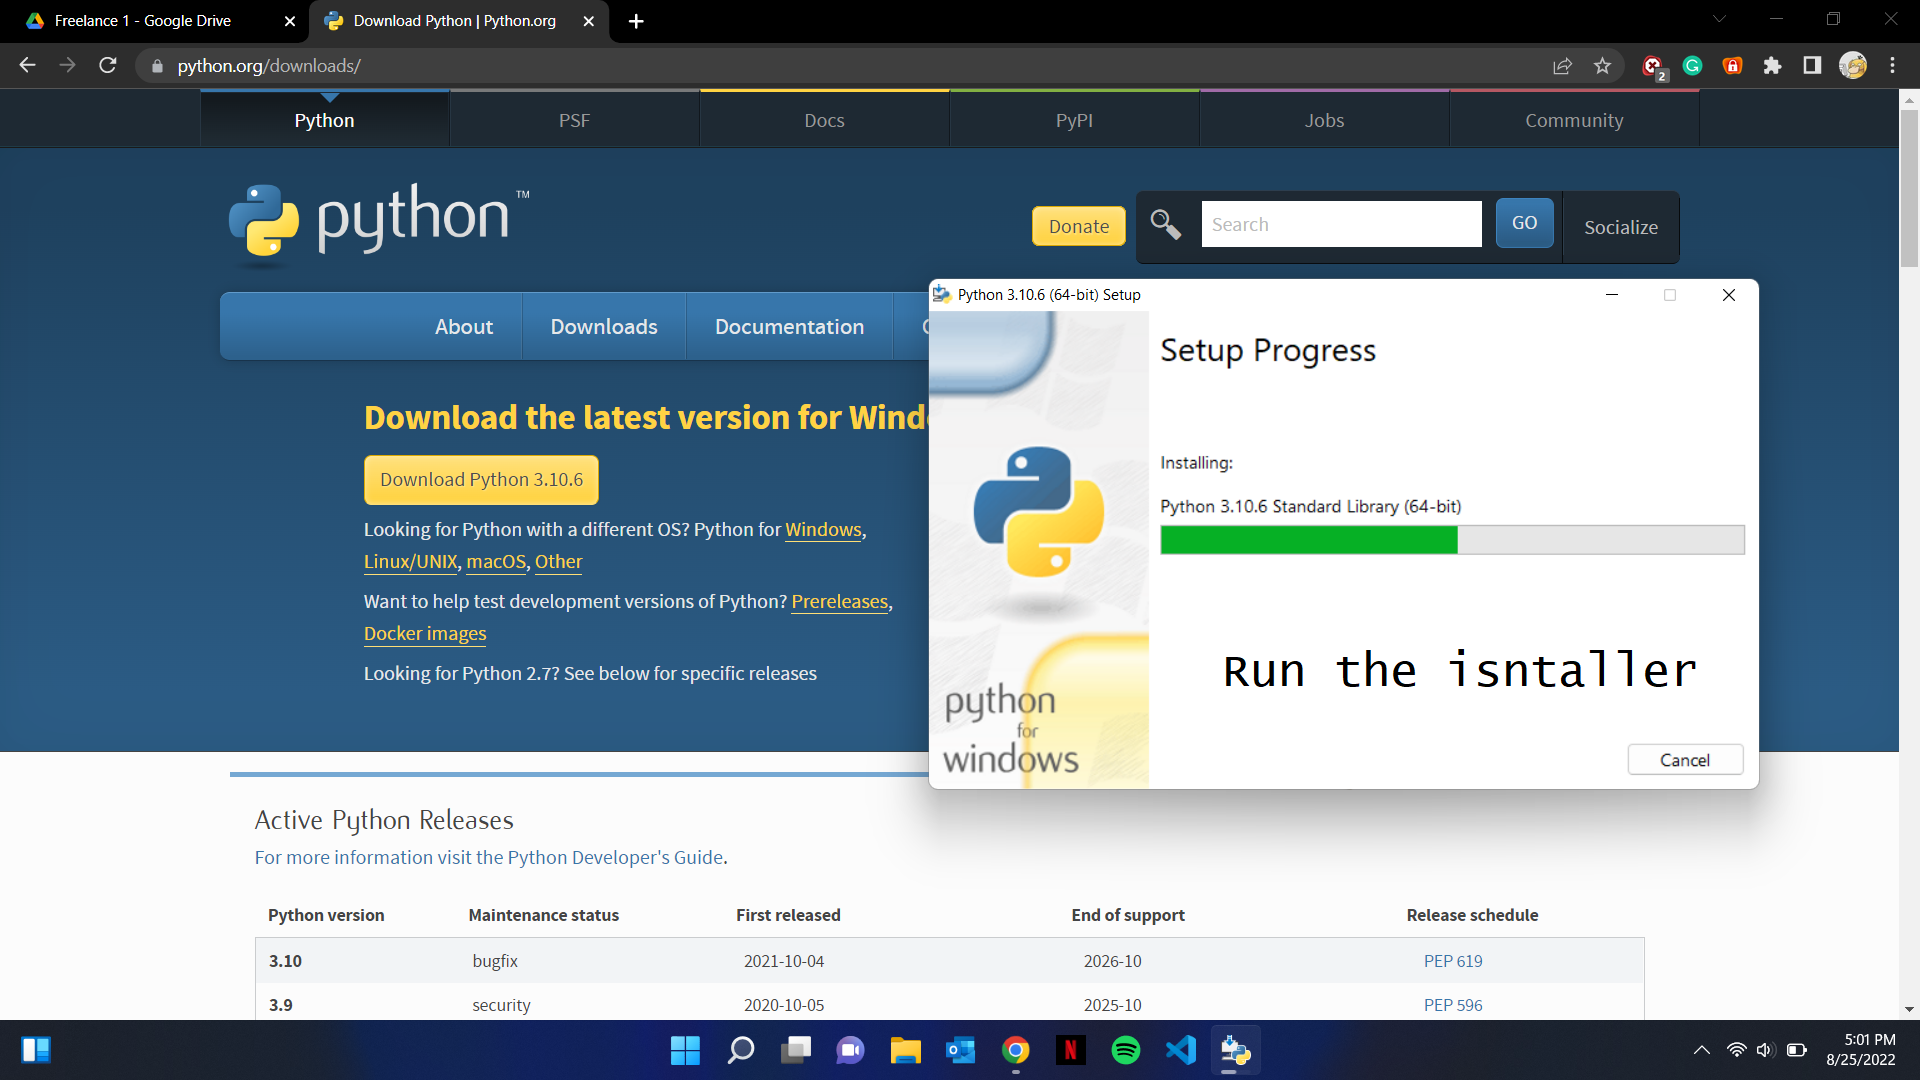 Freelance 1 - Google Drive
Download Python | Python.org
python.org/downloads/
2
Python
PSF
Docs
PyPI
Jobs
Community
python™
Donate
Search
GO
Socialize
About
Downloads
Documentation
Download the latest version for Wind
Download Python 3.10.6
Looking for Python with a different OS? Python for Windows,
Linux/UNIX, macOS, Other
Want to help test development versions of Python? Prereleases,
Docker images
Looking for Python 2.7? See below for specific releases
Python 3.10.6 (64-bit) Setup
Setup Progress
Installing:
Python 3.10.6 Standard Library (64-bit)
Run the isntaller
python
for
windows
Cancel
Active Python Releases
For more information visit the Python Developer's Guide.
Python version Maintenance status First released End of support Release schedule
3.10 bugfix 2021-10-04 2026-10 PEP 619
3.9 security 2020-10-05 2025-10 PEP 596
5:01 PM
8/25/2022